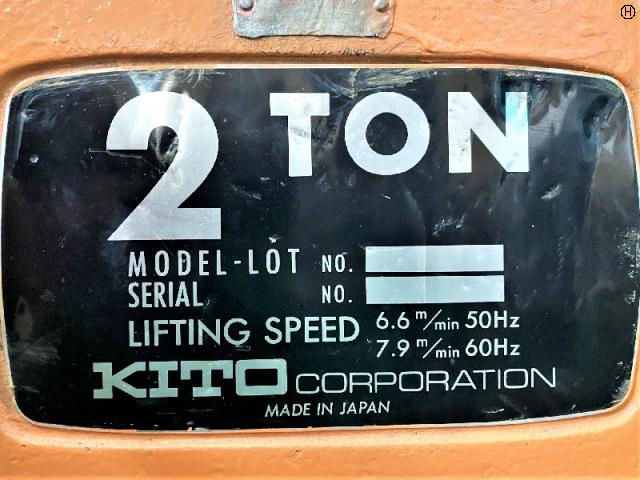 H
2 TON
MODEL-LOT NO.
SERIAL NO.
LIFTING SPEED 6.6 m/min 50Hz
7.9 m/min 60Hz
KITO CORPORATION
MADE IN JAPAN